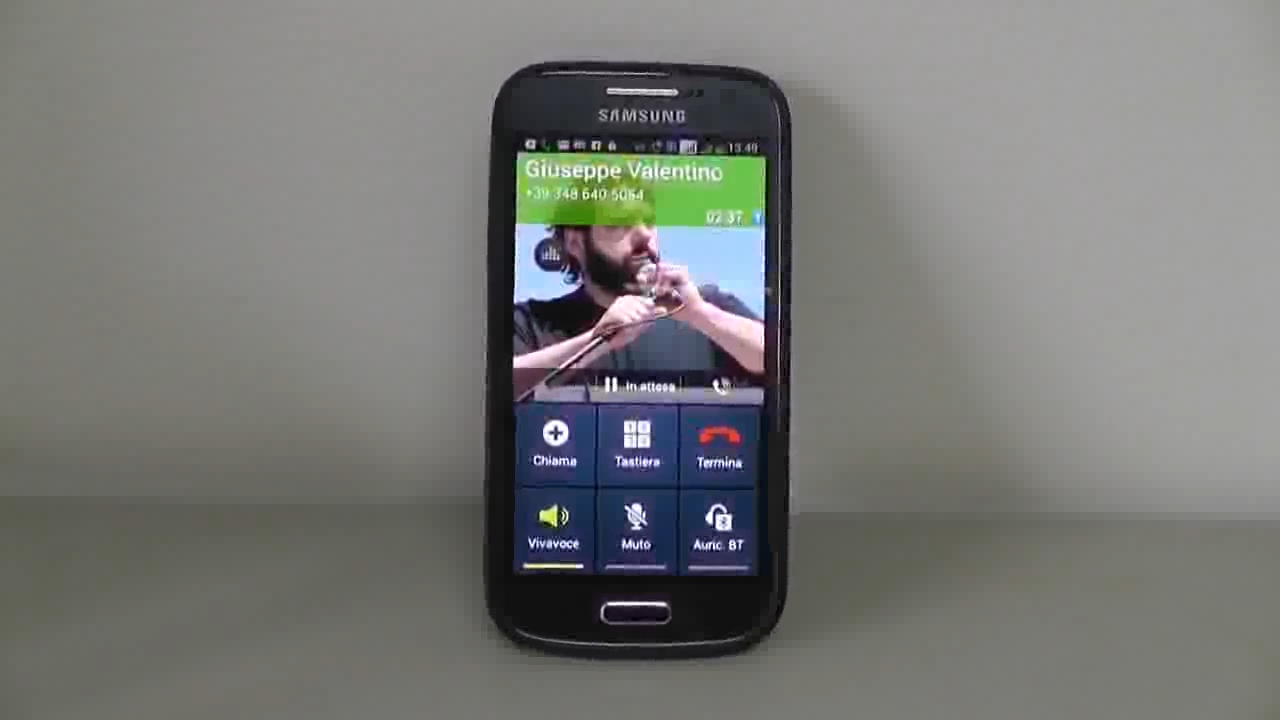 SAMSUNG
13:49
Giuseppe Valentino
+39 348 640 5084
02:37
In attesa
Chiama
Tastiera
Termina
Vivavoce
Muto
Auric. BT